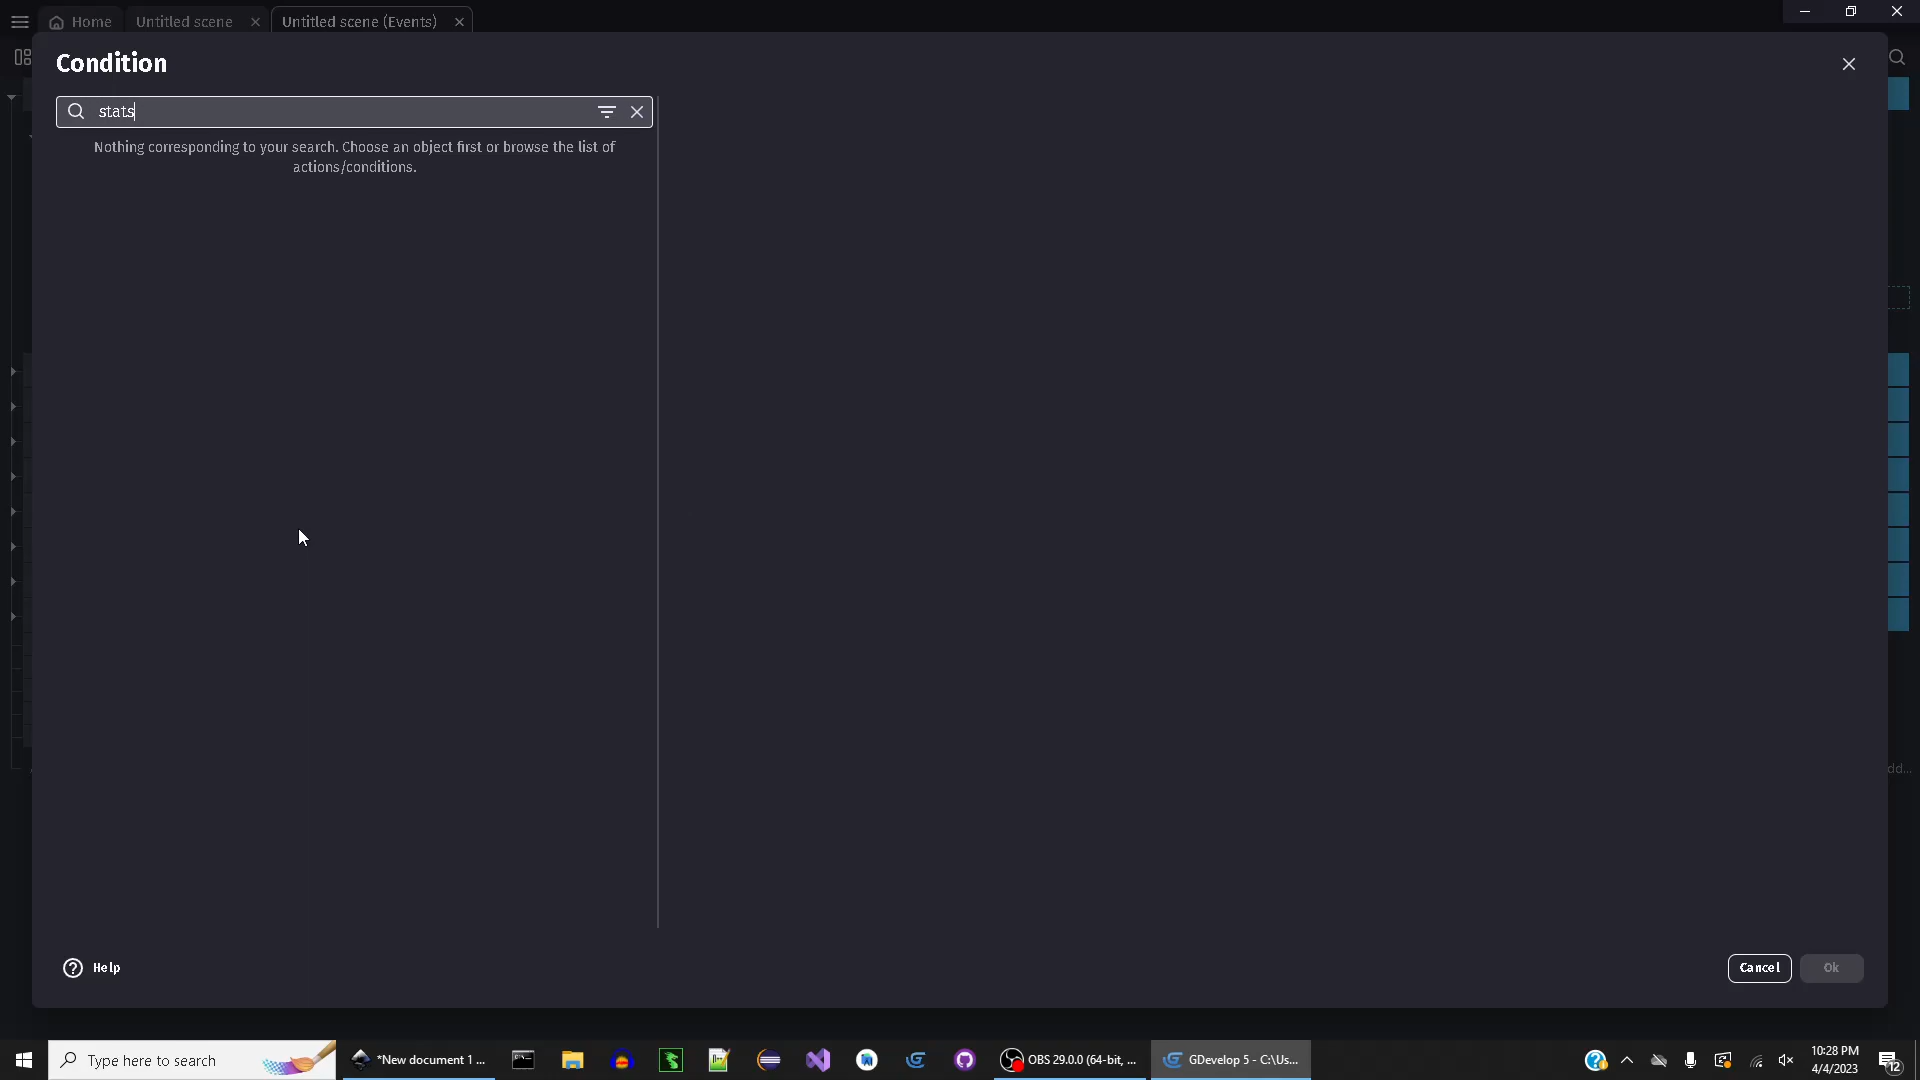 Home
Untitled scene
Untitled scene (Events)
Condition
stats
Nothing corresponding to your search. Choose an object first or browse the list of
actions/conditions.
dd...
Help
Cancel
Ok
Type here to search
*New document 1 ...
OBS 29.0.0 (64-bit, ...
GDevelop 5 - C:\Us...
10:28 PM
4/4/2023
12